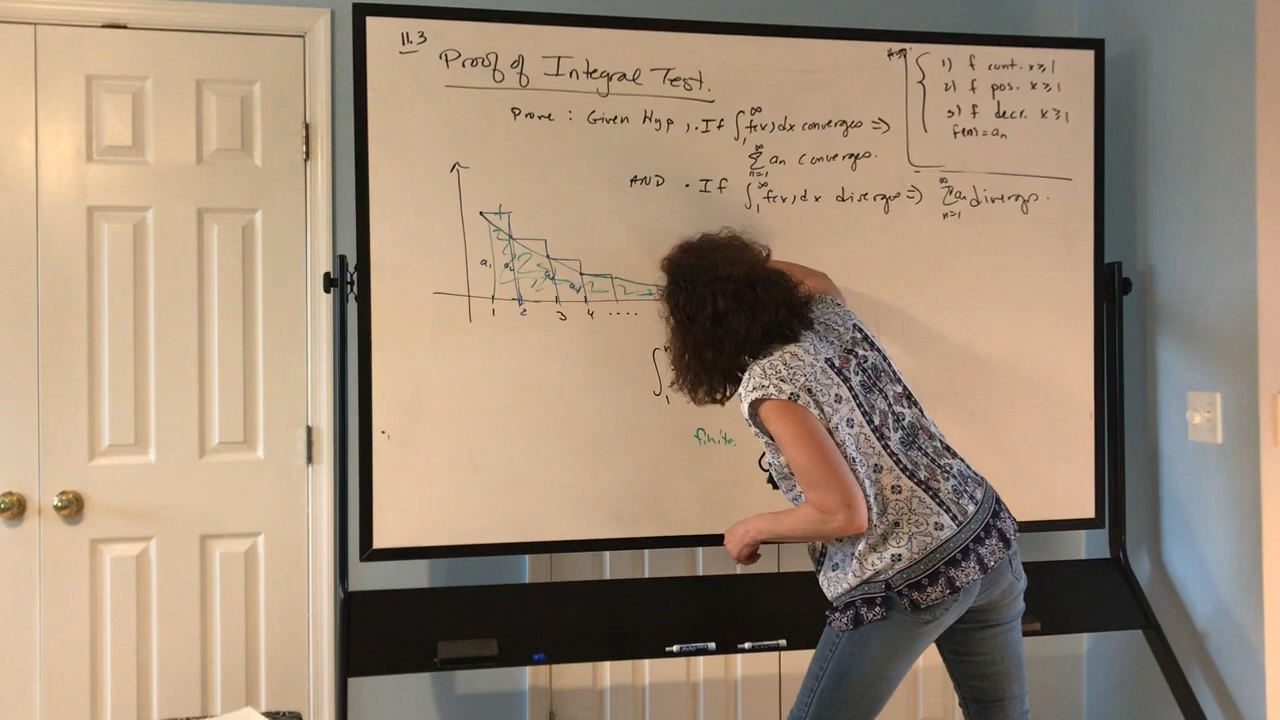 11.3
Proof of Integral Test.
Hyp:
1) f cont. x ≥ 1
2) f pos. x ≥ 1
3) f decr. x ≥ 1
f(n) = aₙ
Prove : Given Hyp, . If ∫₁^∞ f(x) dx converges ⇒
∑ₙ₌₁^∞ aₙ converges.
AND . If ∫₁^∞ f(x) dx diverges ⇒ ∑ₙ₌₁^∞ aₙ diverges.
a₁
1 2 3 4 ....
∫₁ⁿ
finite.